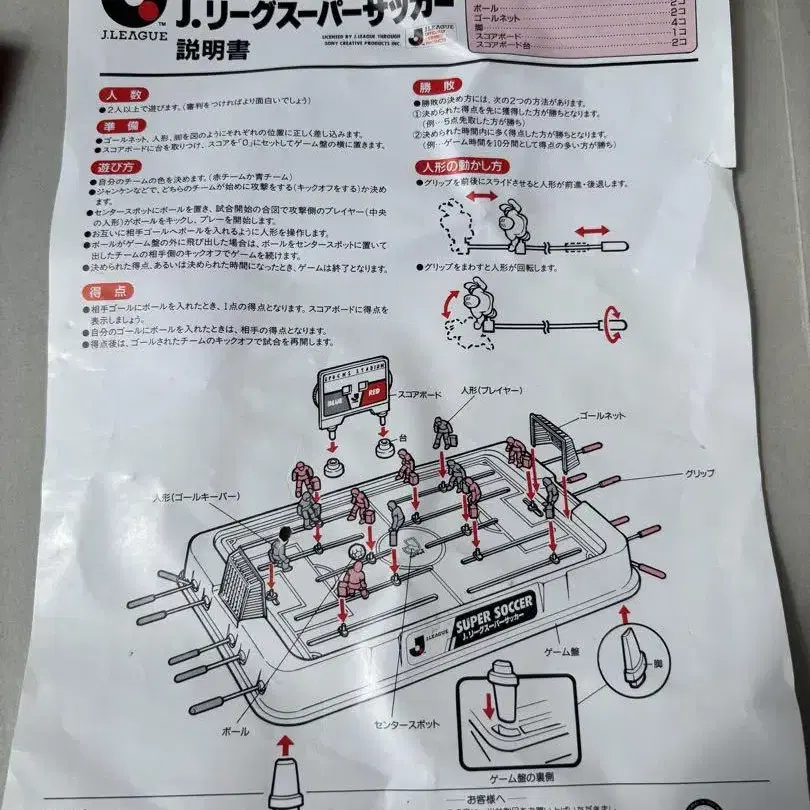 J.LEAGUE
TM
J.リーグスーパーサッカー
説明書
LICENSED BY J.LEAGUE THROUGH
SONY CREATIVE PRODUCTS INC.
J.LEAGUE
ボール 2コ
ゴールネット 2コ
脚 4コ
スコアボード 1コ
スコアボード台 2コ
人数
●2人以上で遊びます。(審判をつければより面白いでしょう)
準備
●ゴールネット、人形、脚を図のようにそれぞれの位置に正しく差し込みます。
●スコアボードに台を取りつけ、スコアを「0」にセットしてゲーム盤の横に置きます。
遊び方
●自分のチームの色を決めます。(赤チームか青チーム)
●ジャンケンなどで、どちらのチームが始めに攻撃をする(キックオフをする)か決め
ます。
●センタースポットにボールを置き、試合開始の合図で攻撃側のプレイヤー(中央
の人形)がボールをキックし、プレーを開始します。
●お互いに相手ゴールへボールを入れるように人形を操作します。
●ボールがゲーム盤の外に飛び出した場合は、ボールをセンタースポットに置いて
出したチームの相手側のキックオフでゲームを続けます。
●決められた得点、あるいは決められた時間になったとき、ゲームは終了となります。
得点
●相手ゴールにボールを入れたとき、1点の得点となります。スコアボードに得点を
表示しましょう。
●自分のゴールにボールを入れたときは、相手の得点となります。
●得点後は、ゴールされたチームのキックオフで試合を再開します。
勝敗
●勝敗の決め方には、次の2つの方法があります。
①決められた得点を先に獲得した方が勝ちとなります。
(例…5点先取した方が勝ち)
②決められた時間内に多く得点した方が勝ちとなります。
(例…ゲーム時間を10分間として得点の多い方が勝ち)
人形の動かし方
●グリップを前後にスライドさせると人形が前進・後退します。
●グリップをまわすと人形が回転します。
SPECHS STADIUM
BLUE
RED
スコアボード
台
人形(プレイヤー)
ゴールネット
グリップ
人形(ゴールキーパー)
J.LEAGUE
SUPER SOCCER
J.リーグスーパーサッカー
ゲーム盤
脚
ボール
センタースポット
ゲーム盤の裏側
お客様へ